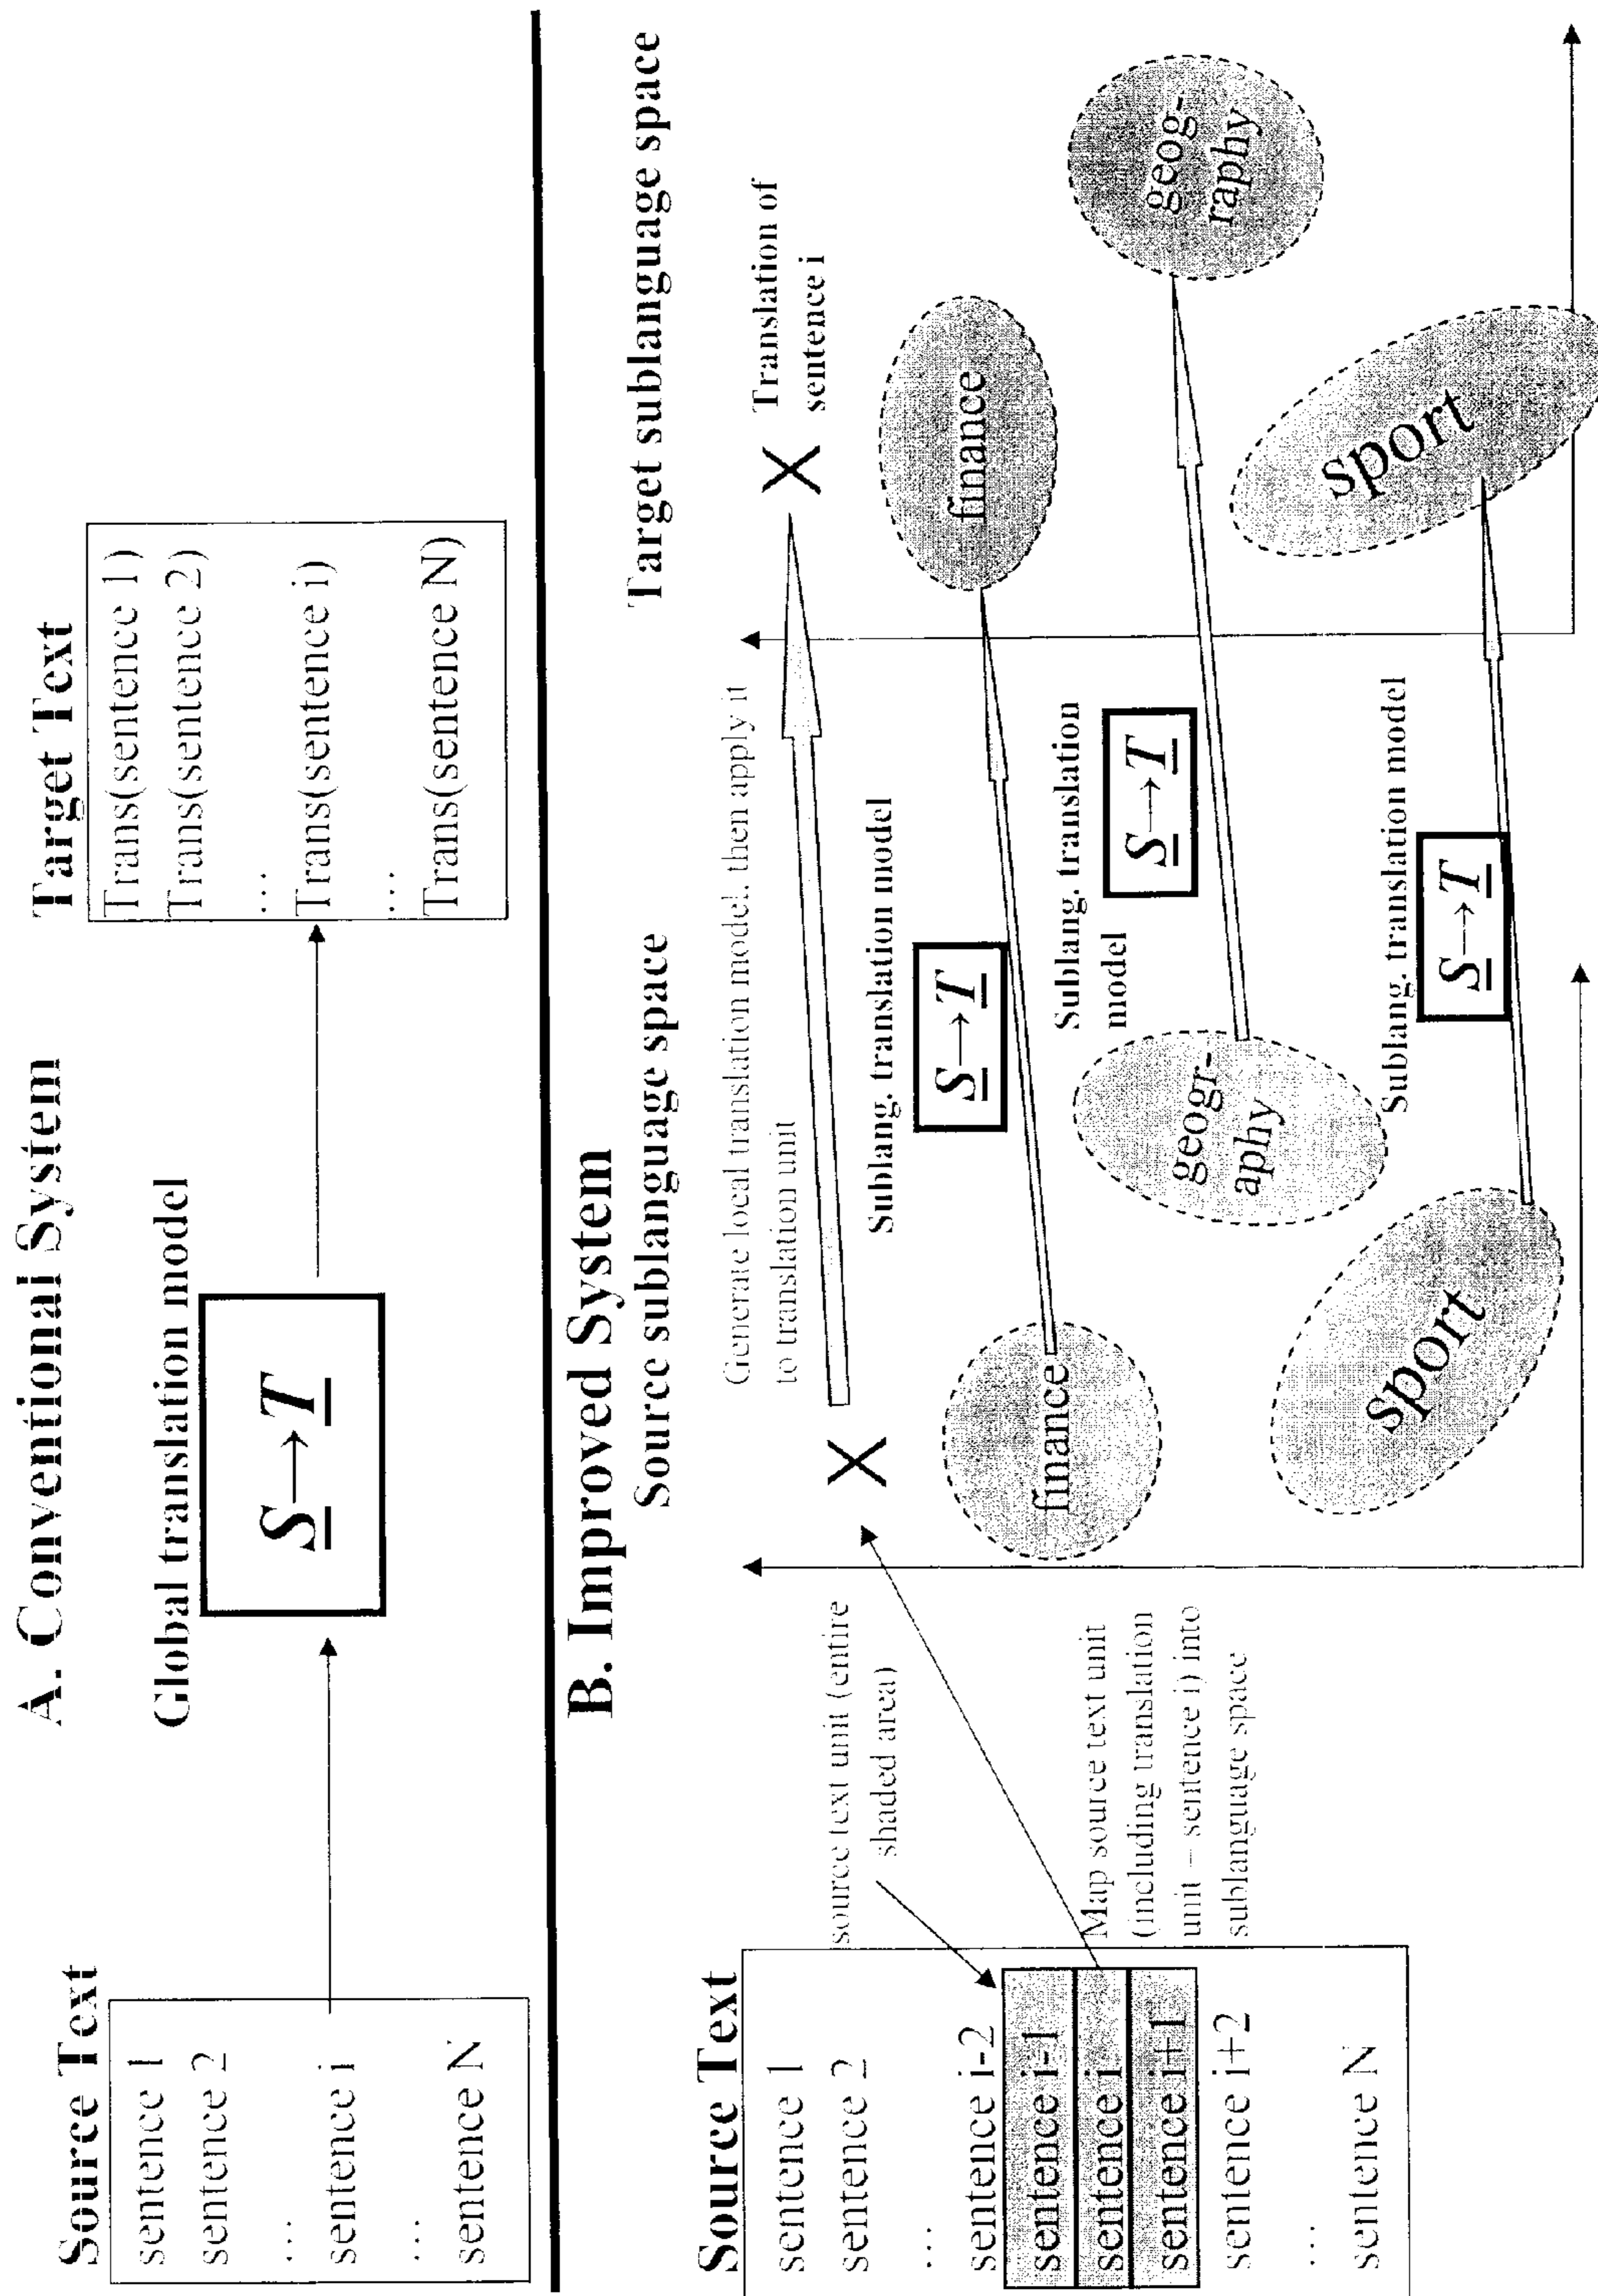 A. Conventional System
Source Text
sentence 1
sentence 2
...
sentence i
...
sentence N
Global translation model
S→T
Target Text
Trans(sentence 1)
Trans(sentence 2)
...
Trans(sentence i)
...
Trans(sentence N)
B. Improved System
Source Text
sentence 1
sentence 2
...
sentence i-2
sentence i-1
sentence i
sentence i+1
sentence i+2
...
sentence N
source text unit (entire
shaded area)
Map source text unit
(including translation
unit – sentence i) into
sublanguage space
Source sublanguage space
X
finance
geogr-
aphy
sport
Generate local translation model, then apply it
to translation unit
Sublang. translation model
S→T
Sublang. translation
model
S→T
Sublang. translation model
S→T
Target sublanguage space
X
Translation of
sentence i
finance
geog-
raphy
sport